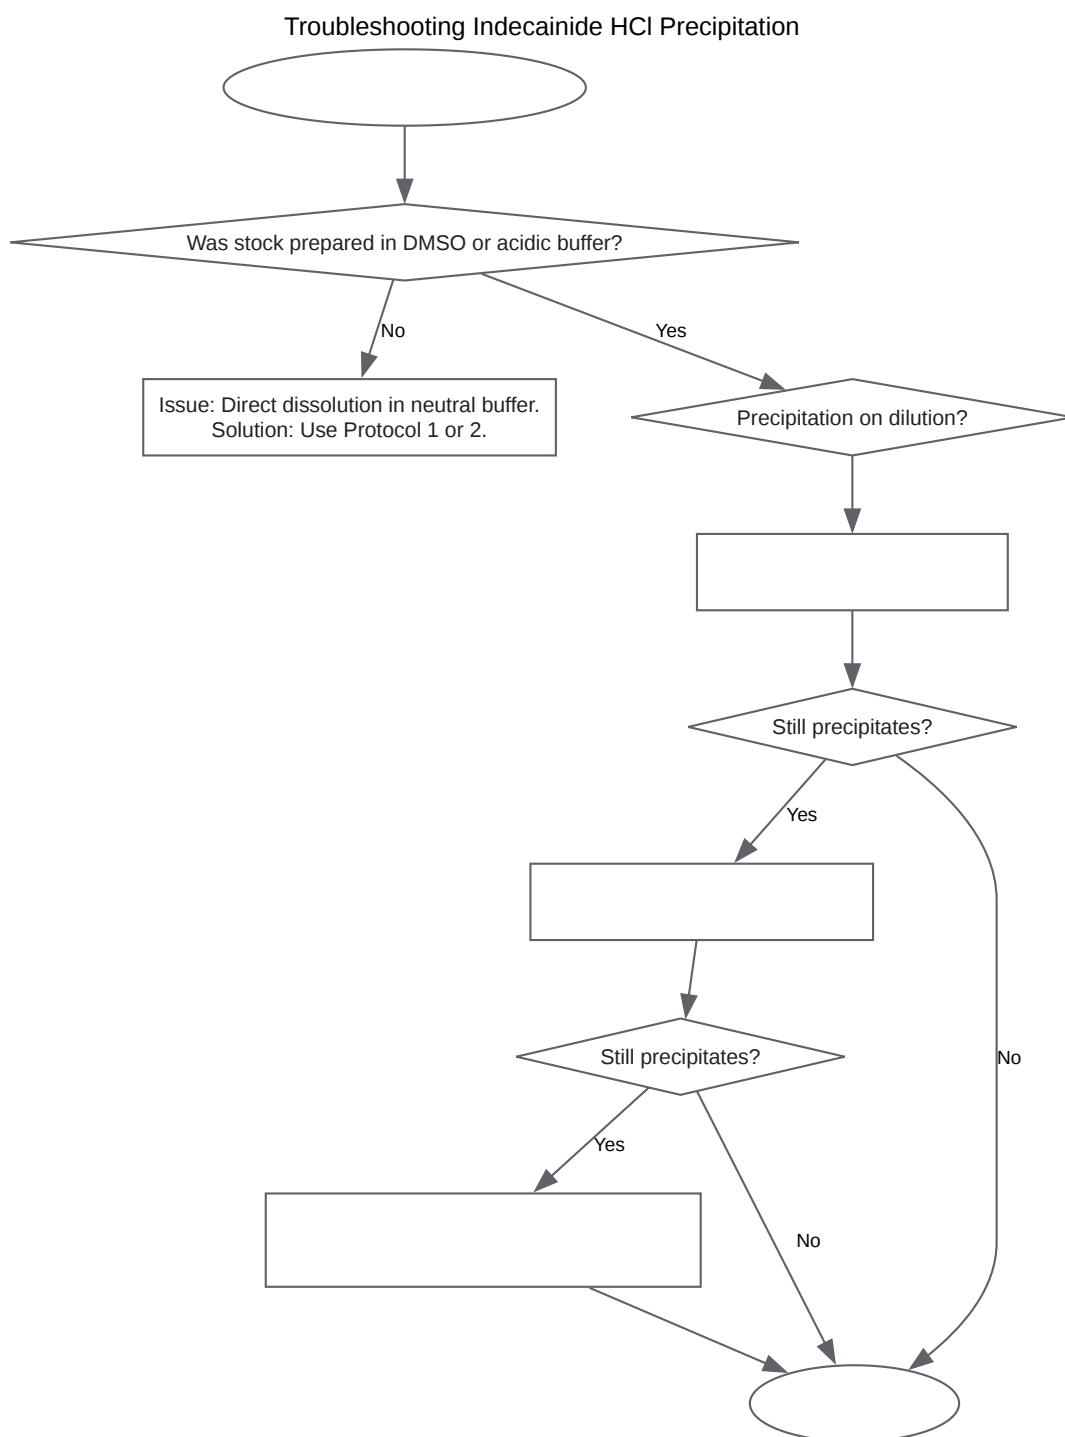 Troubleshooting Indecainide HCl Precipitation
Was stock prepared in DMSO or acidic buffer?
No
Yes
Issue: Direct dissolution in neutral buffer.
Solution: Use Protocol 1 or 2.
Precipitation on dilution?
Still precipitates?
Yes
Still precipitates?
No
Yes
No